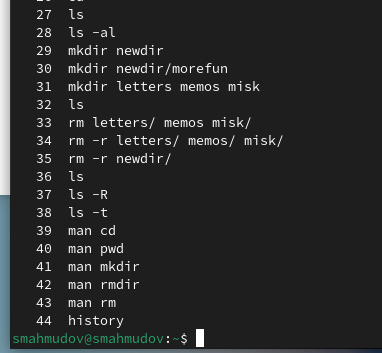 27 ls
28 ls -al
29 mkdir newdir
30 mkdir newdir/morefun
31 mkdir letters memos misk
32 ls
33 rm letters/ memos misk/
34 rm -r letters/ memos/ misk/
35 rm -r newdir/
36 ls
37 ls -R
38 ls -t
39 man cd
40 man pwd
41 man mkdir
42 man rmdir
43 man rm
44 history
smahmudov@smahmudov:~$